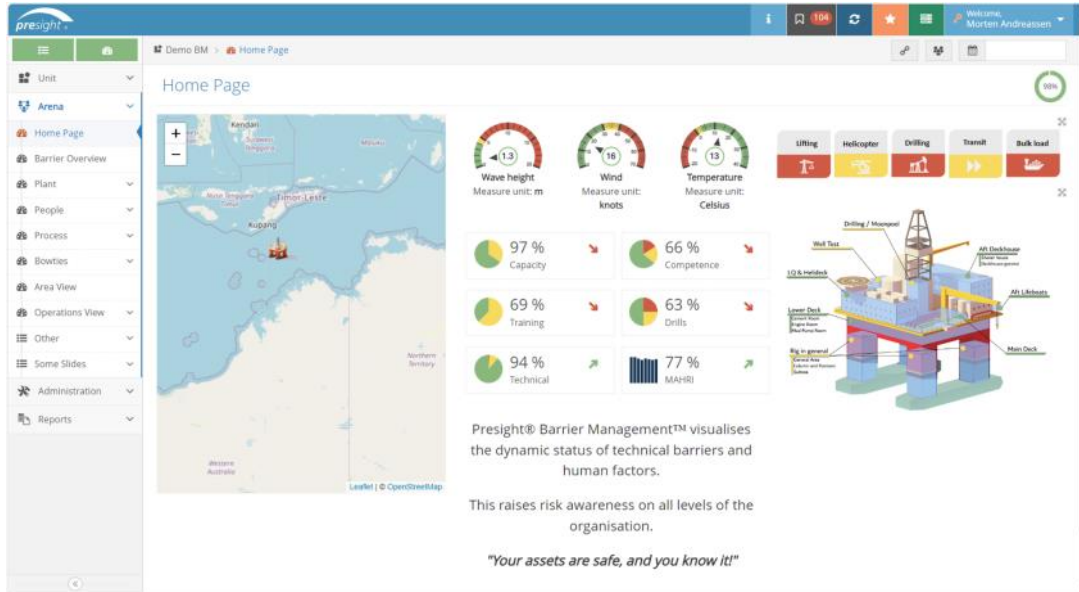 presight
104
Welcome,
Morten Andreassen
Demo BM > Home Page
Unit
Arena
Home Page
Barrier Overview
Plant
People
Process
Bowties
Area View
Operations View
Other
Some Slides
Administration
Reports
Home Page
98%
+
−
Kendari
Maluku
Timor-Leste
Kupang
Northern
Territory
Western
Australia
Leaflet | © OpenStreetMap
1.3
Wave height
Measure unit: m
16
Wind
Measure unit:
knots
13
Temperature
Measure unit:
Celsius
Lifting
Helicopter
Drilling
Transit
Bulk load
97 %
Capacity
66 %
Competence
69 %
Training
63 %
Drills
94 %
Technical
77 %
MAHRI
Drilling / Moonpool
Well Test
Aft Deckhouse
LQ & Helideck
Aft Lifeboats
Lower Deck
Main Deck
Rig in general
Presight® Barrier Management™ visualises
the dynamic status of technical barriers and
human factors.
This raises risk awareness on all levels of the
organisation.
"Your assets are safe, and you know it!"